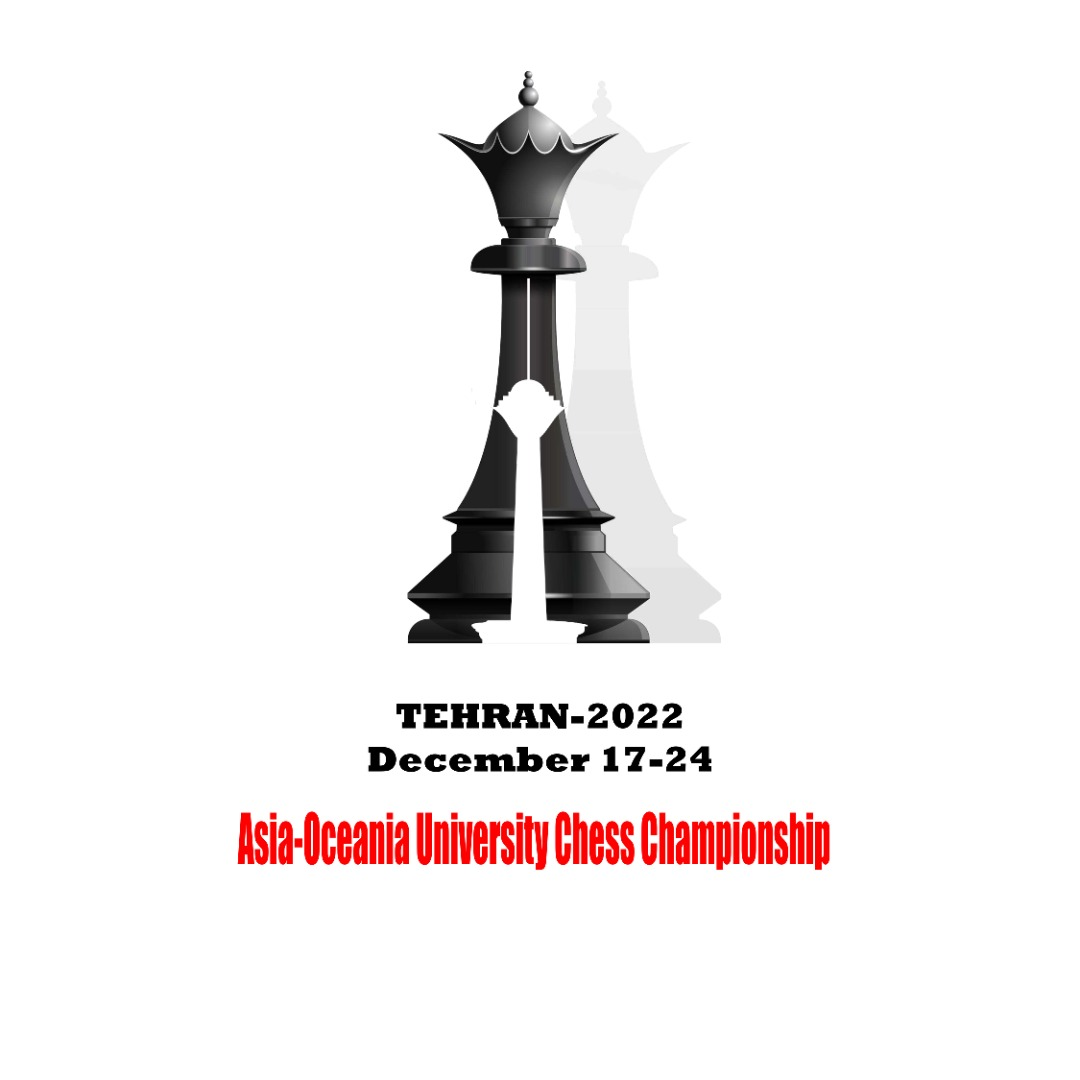 TEHRAN-2022
December 17-24
Asia-Oceania University Chess Championship